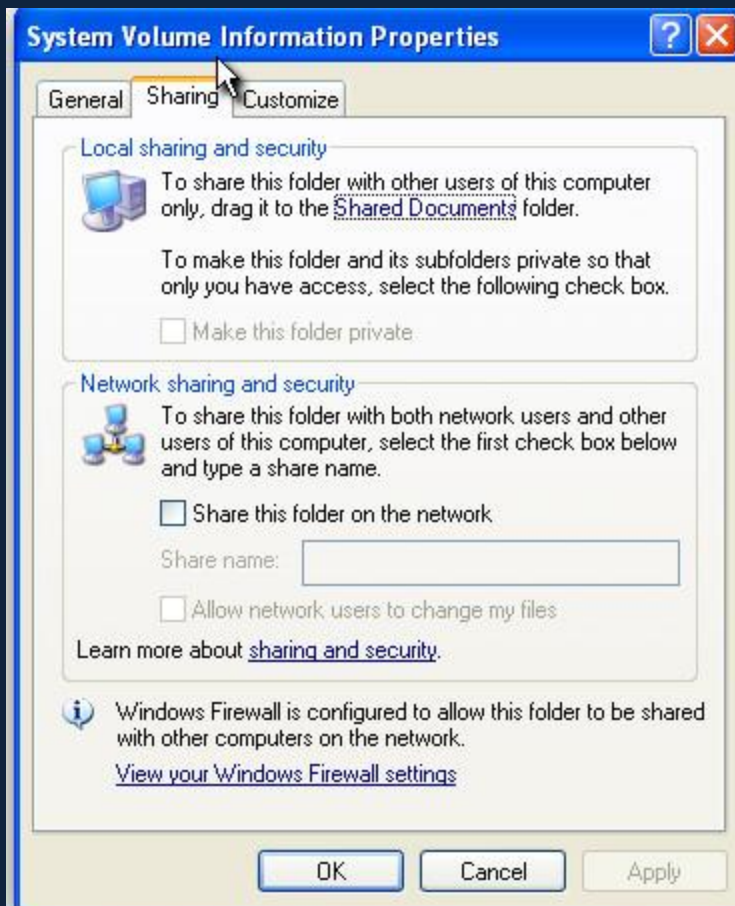 System Volume Information Properties
General
Sharing
Customize
Local sharing and security
To share this folder with other users of this computer
only, drag it to the Shared Documents folder.
To make this folder and its subfolders private so that
only you have access, select the following check box.
Make this folder private
Network sharing and security
To share this folder with both network users and other
users of this computer, select the first check box below
and type a share name.
Share this folder on the network
Share name:
Allow network users to change my files
Learn more about sharing and security.
Windows Firewall is configured to allow this folder to be shared
with other computers on the network.
View your Windows Firewall settings
OK
Cancel
Apply